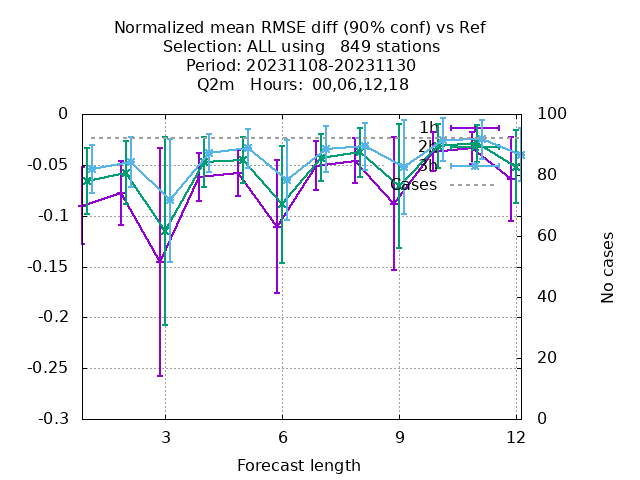 Normalized mean RMSE diff (90% conf) vs Ref
Selection: ALL using   849 stations
Period: 20231108-20231130
Q2m   Hours:  00,06,12,18
0
-0.05
-0.1
-0.15
-0.2
-0.25
-0.3
100
80
60
40
20
0
1h
2h
3h
Cases
No cases
3
6
9
12
Forecast length